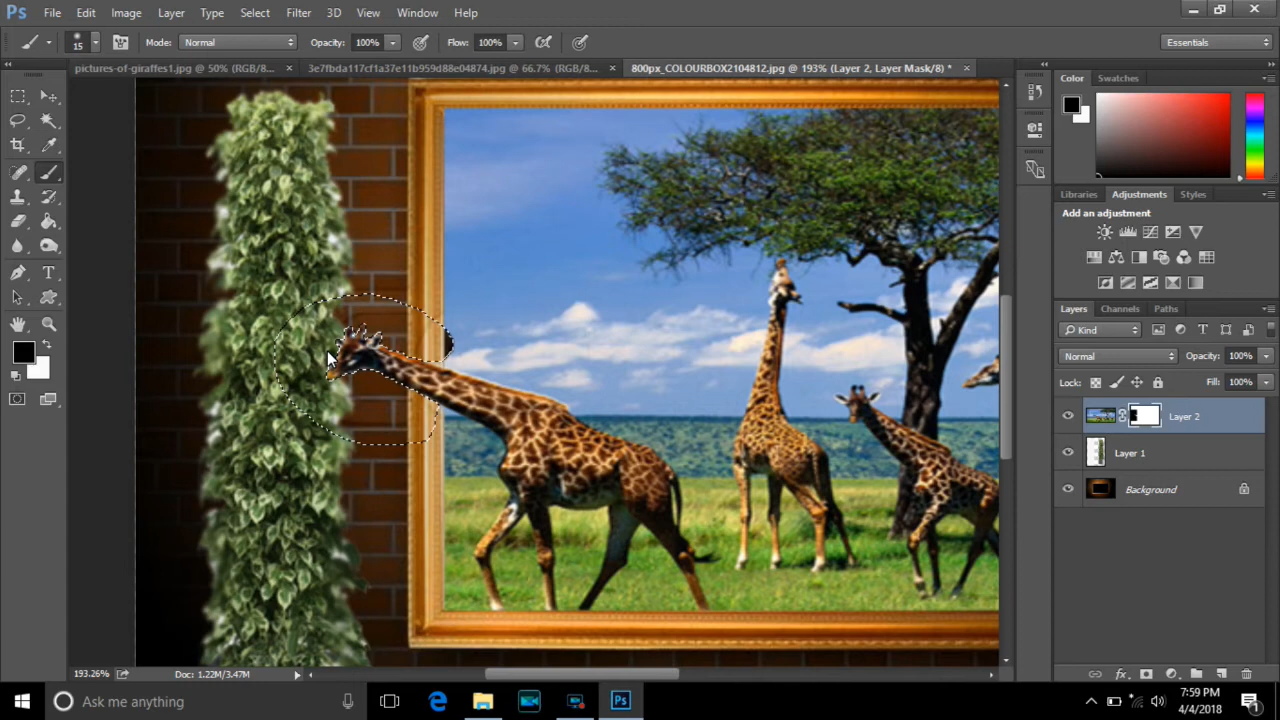 Ps File Edit Image Layer Type Select Filter 3D View Window Help
15 Mode: Normal Opacity: 100% Flow: 100% Essentials
pictures-of-giraffes1.jpg @ 50% (RGB/8... × 3e7fbda117cf1a37e11b959d88e04874.jpg @ 66.7% (RGB/8... × 800px_COLOURBOX2104812.jpg @ 193% (Layer 2, Layer Mask/8) * ×
Color Swatches
Libraries Adjustments Styles
Add an adjustment
Layers Channels Paths
Kind
Normal Opacity: 100%
Lock: Fill: 100%
Layer 2
Layer 1
Background
193.26% Doc: 1.22M/3.47M
Ask me anything
Ps
7:59 PM
4/4/2018
1